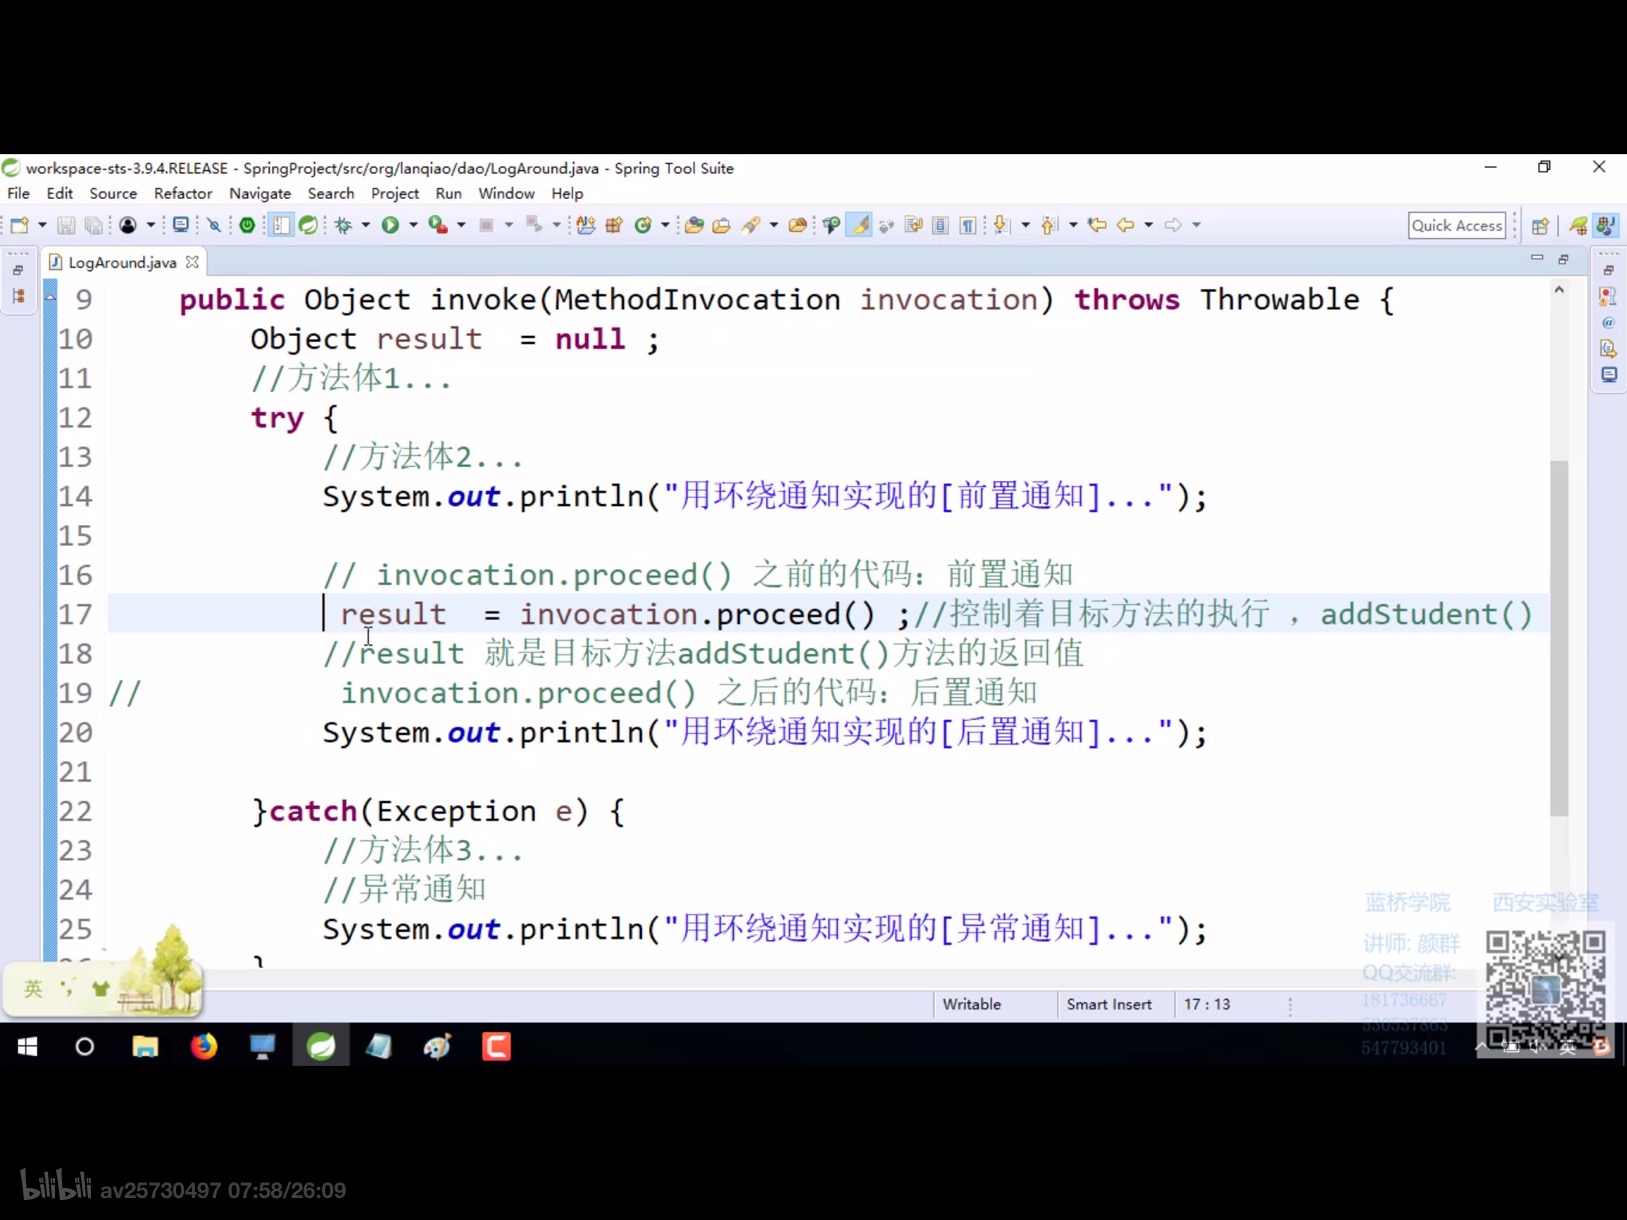 workspace-sts-3.9.4.RELEASE - SpringProject/src/org/lanqiao/dao/LogAround.java - Spring Tool Suite
File Edit Source Refactor Navigate Search Project Run Window Help
Quick Access
LogAround.java
9 public Object invoke(MethodInvocation invocation) throws Throwable {
10 Object result = null ;
11 //方法体1...
12 try {
13 //方法体2...
14 System.out.println("用环绕通知实现的[前置通知]...");
15
16 // invocation.proceed() 之前的代码：前置通知
17 result = invocation.proceed() ;//控制着目标方法的执行 ，addStudent()
18 //result 就是目标方法addStudent()方法的返回值
19 // invocation.proceed() 之后的代码：后置通知
20 System.out.println("用环绕通知实现的[后置通知]...");
21
22 }catch(Exception e) {
23 //方法体3...
24 //异常通知
25 System.out.println("用环绕通知实现的[异常通知]...");
蓝桥学院 西安实验室
讲师: 颜群
QQ交流群:
181736667
530537863
547793401
英
Writable Smart Insert 17 : 13
英
bilibili av25730497 07:58/26:09